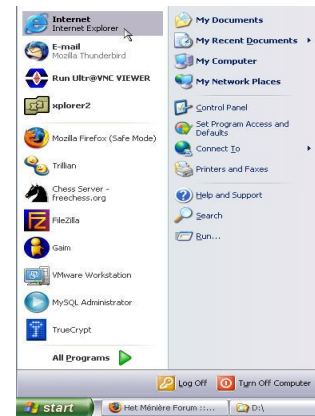 Internet
Internet Explorer
E-mail
Mozilla Thunderbird
Run Ultr@VNC VIEWER
xplorer2
Mozilla Firefox (Safe Mode)
Trillian
Chess Server -
freechess.org
FileZilla
Gaim
VMware Workstation
MySQL Administrator
TrueCrypt
All Programs
My Documents
My Recent Documents
My Computer
My Network Places
Control Panel
Set Program Access and
Defaults
Connect To
Printers and Faxes
Help and Support
Search
Run...
Log Off
Turn Off Computer
start
Het Ménière Forum ::...
D:\